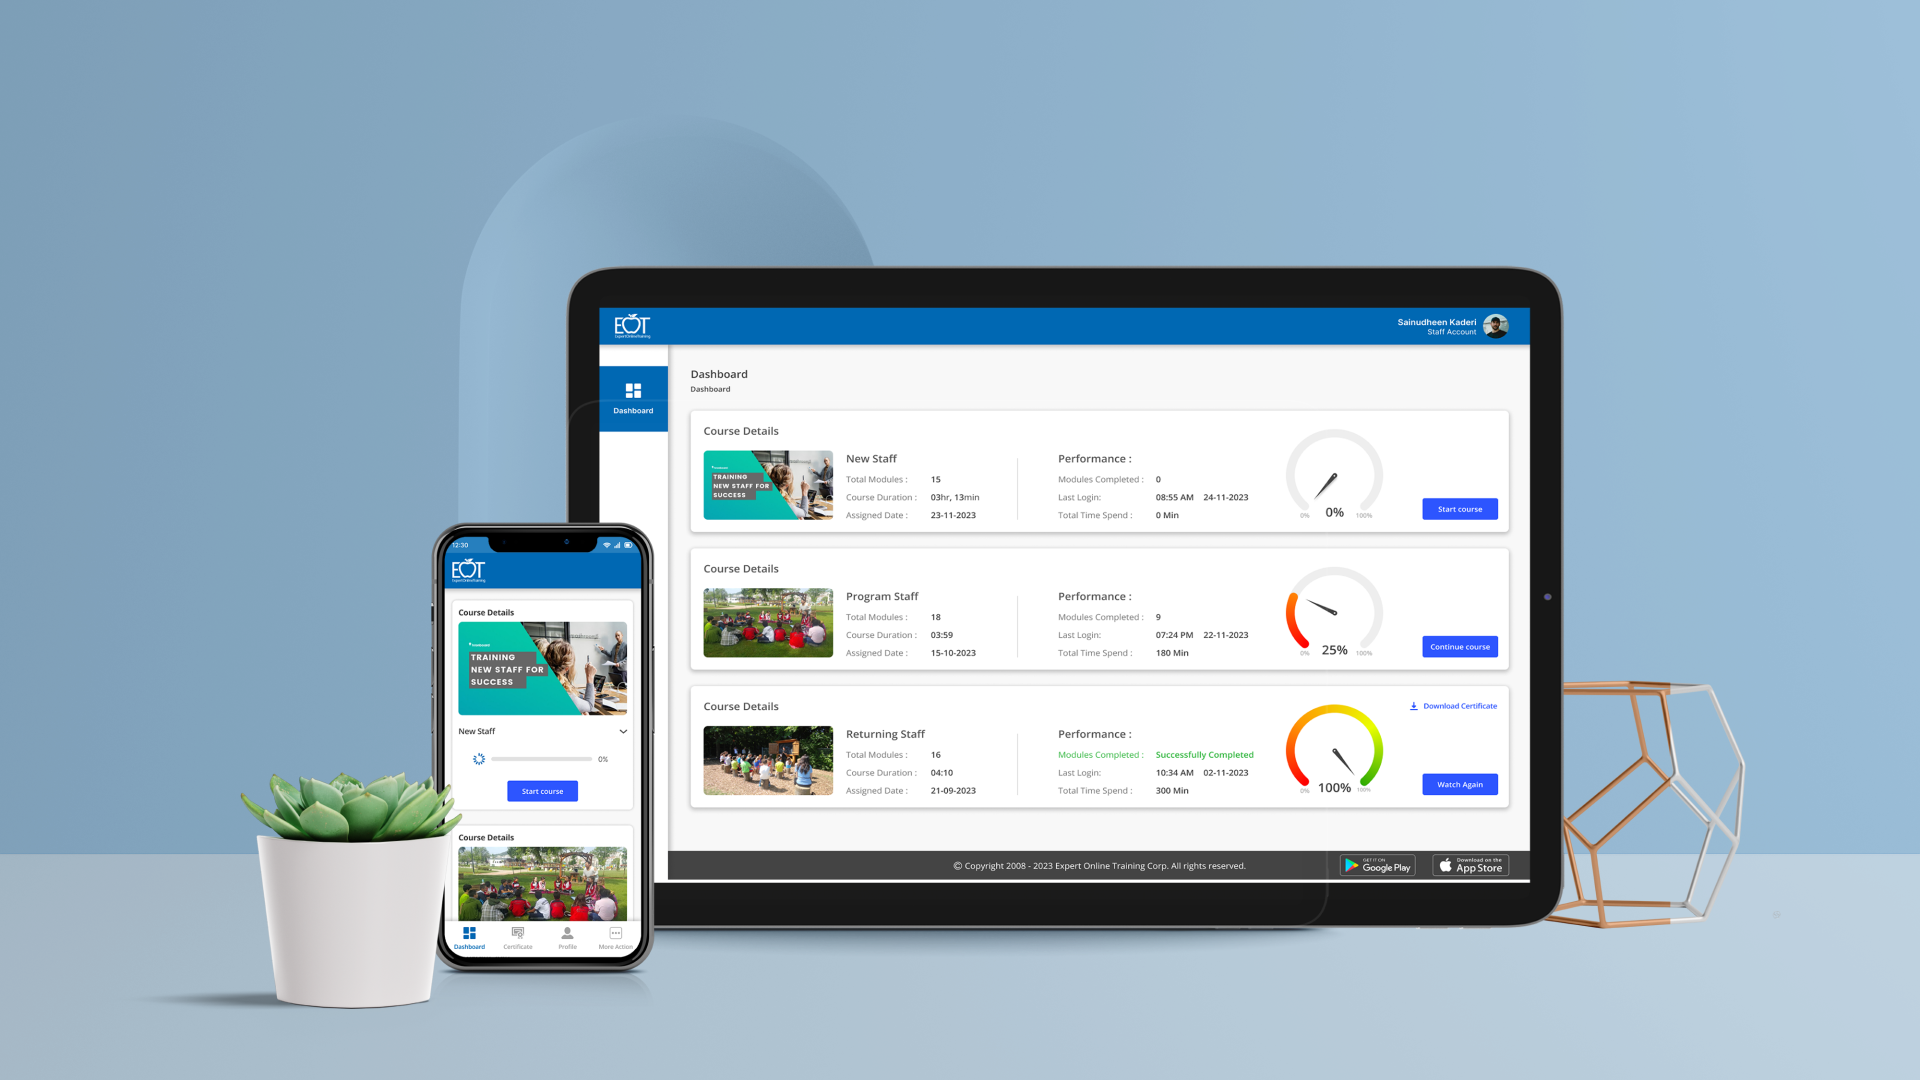 EOT
ExpertOnlineTraining
Sainudheen Kaderi
Staff Account
Dashboard
Dashboard
Dashboard
Course Details
TRAINING
NEW STAFF FOR
SUCCESS
New Staff
Total Modules : 15
Course Duration : 03hr, 13min
Assigned Date : 23-11-2023
Performance :
Modules Completed : 0
Last Login: 08:55 AM 24-11-2023
Total Time Spend : 0 Min
0% 0% 100%
Start course
Course Details
Program Staff
Total Modules : 18
Course Duration : 03:59
Assigned Date : 15-10-2023
Performance :
Modules Completed : 9
Last Login: 07:24 PM 22-11-2023
Total Time Spend : 180 Min
0% 25% 100%
Continue course
Course Details
Returning Staff
Total Modules : 16
Course Duration : 04:10
Assigned Date : 21-09-2023
Performance :
Modules Completed : Successfully Completed
Last Login: 10:34 AM 02-11-2023
Total Time Spend : 300 Min
0% 100% 100%
Download Certificate
Watch Again
© Copyright 2008 - 2023 Expert Online Training Corp. All rights reserved.
GET IT ON
Google Play
Download on the
App Store
12:30
EOT
ExpertOnlineTraining
Course Details
TRAINING
NEW STAFF FOR
SUCCESS
New Staff
0%
Start course
Course Details
Dashboard Certificate Profile More Action